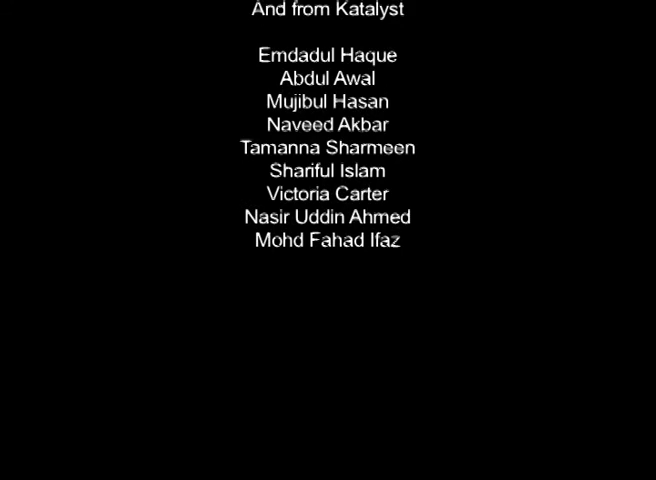 And from Katalyst
Emdadul Haque
Abdul Awal
Mujibul Hasan
Naveed Akbar
Tamanna Sharmeen
Shariful Islam
Victoria Carter
Nasir Uddin Ahmed
Mohd Fahad Ifaz